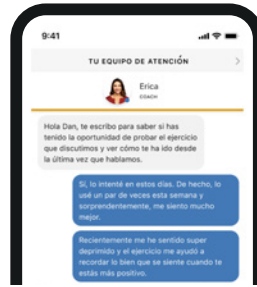 9:41
TU EQUIPO DE ATENCIÓN
Erica
COACH
Hola Dan, te escribo para saber si has
tenido la oportunidad de probar el ejercicio
que discutimos y ver cómo te ha ido desde
la última vez que hablamos.
Sí, lo intenté en estos días. De hecho, lo
usé un par de veces esta semana y
sorprendentemente, me siento mucho
mejor.
Recientemente me he sentido super
deprimido y el ejercicio me ayudó a
recordar lo bien que se siente cuando te
estás más positivo.